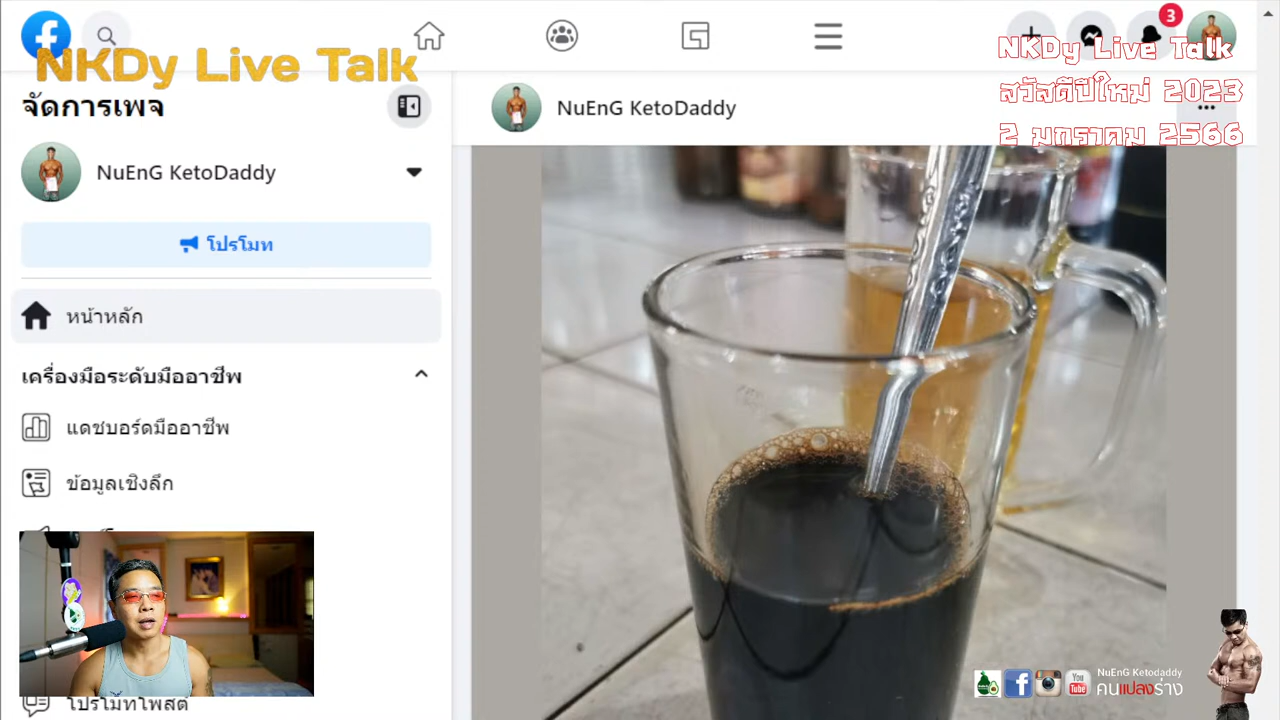 NKDy Live Talk
3
NKDy Live Talk
สวัสดีปีใหม่ 2023
2 มกราคม 2566
จัดการเพจ
NuEnG KetoDaddy
NuEnG KetoDaddy
โปรโมท
หน้าหลัก
เครื่องมือระดับมืออาชีพ
แดชบอร์ดมืออาชีพ
ข้อมูลเชิงลึก
โปรโมทโพสต์
NuEnG Ketodaddy
คนแปลงร่าง
You
Tube